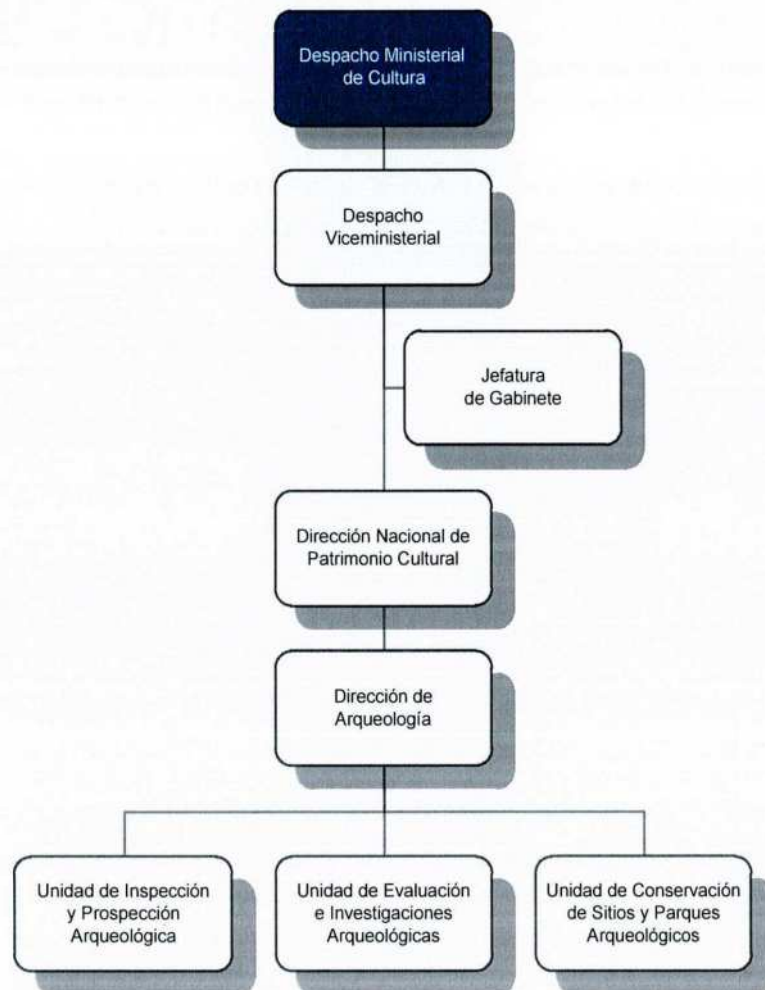 Despacho Ministerial
de Cultura
Despacho
Viceministerial
Jefatura
de Gabinete
Dirección Nacional de
Patrimonio Cultural
Dirección de
Arqueología
Unidad de Inspección
y Prospección
Arqueológica
Unidad de Evaluación
e Investigaciones
Arqueológicas
Unidad de Conservación
de Sitios y Parques
Arqueológicos